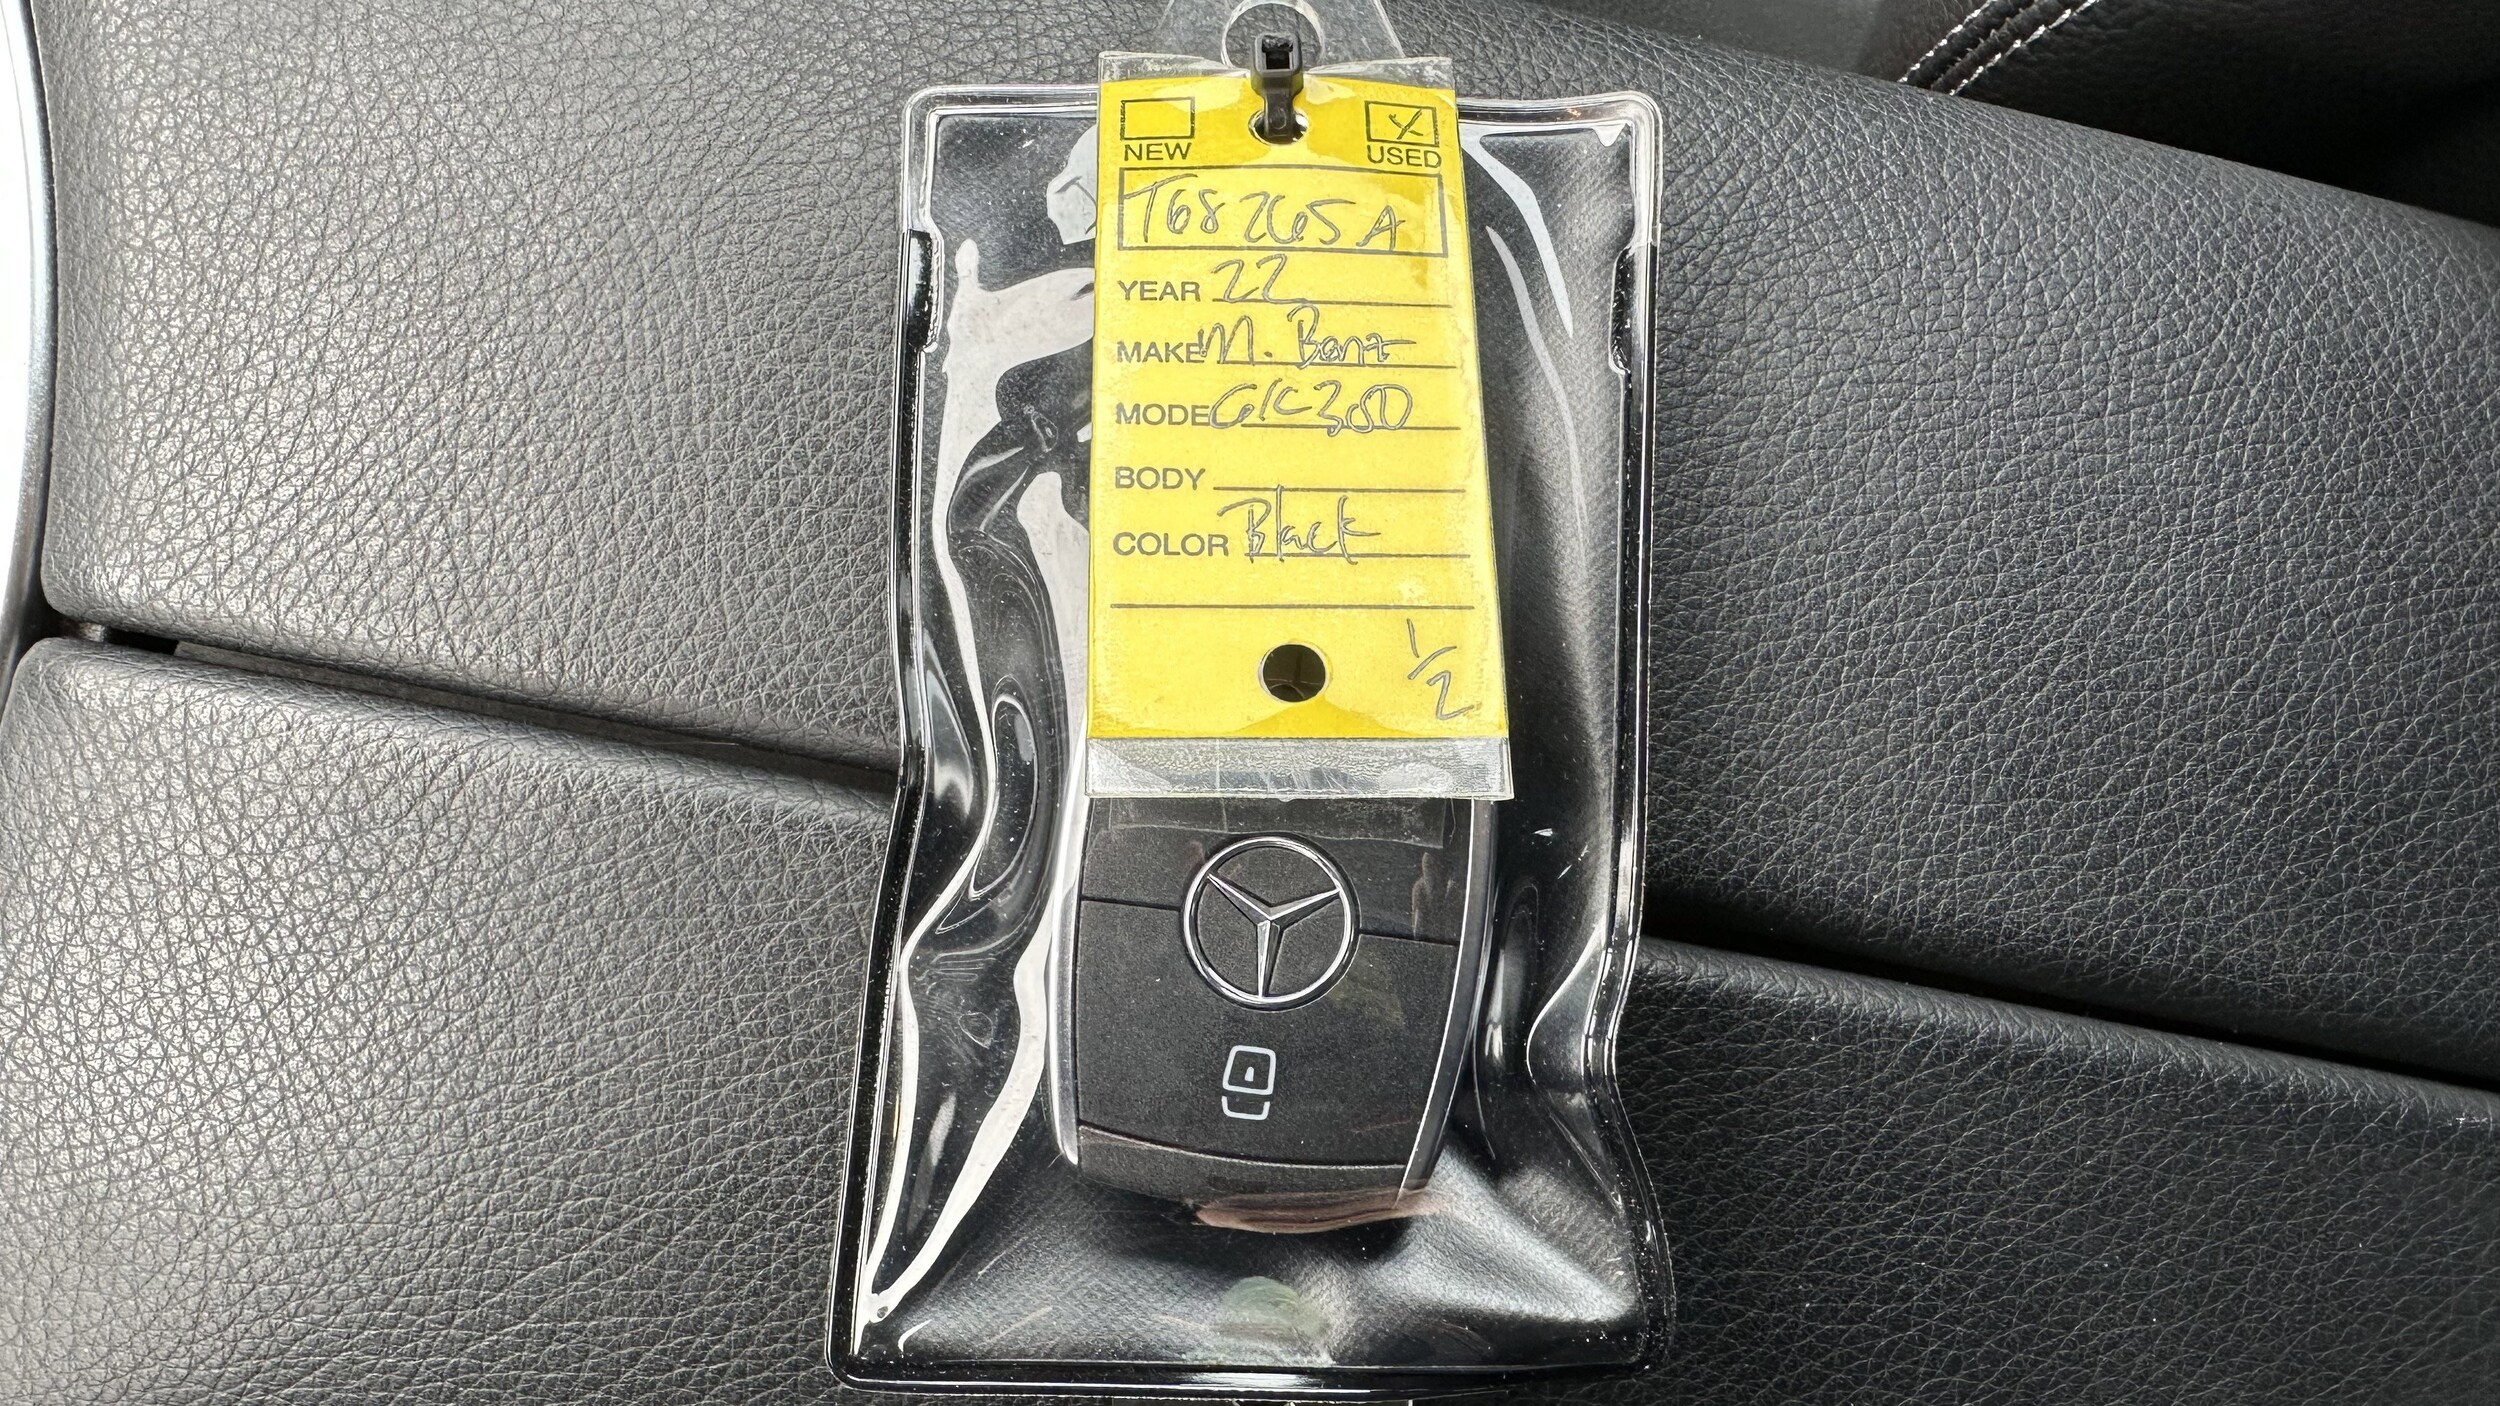 NEW USED
T68265A
YEAR 22
MAKE M. Benz
MODE GLC300
BODY
COLOR Black
1/2